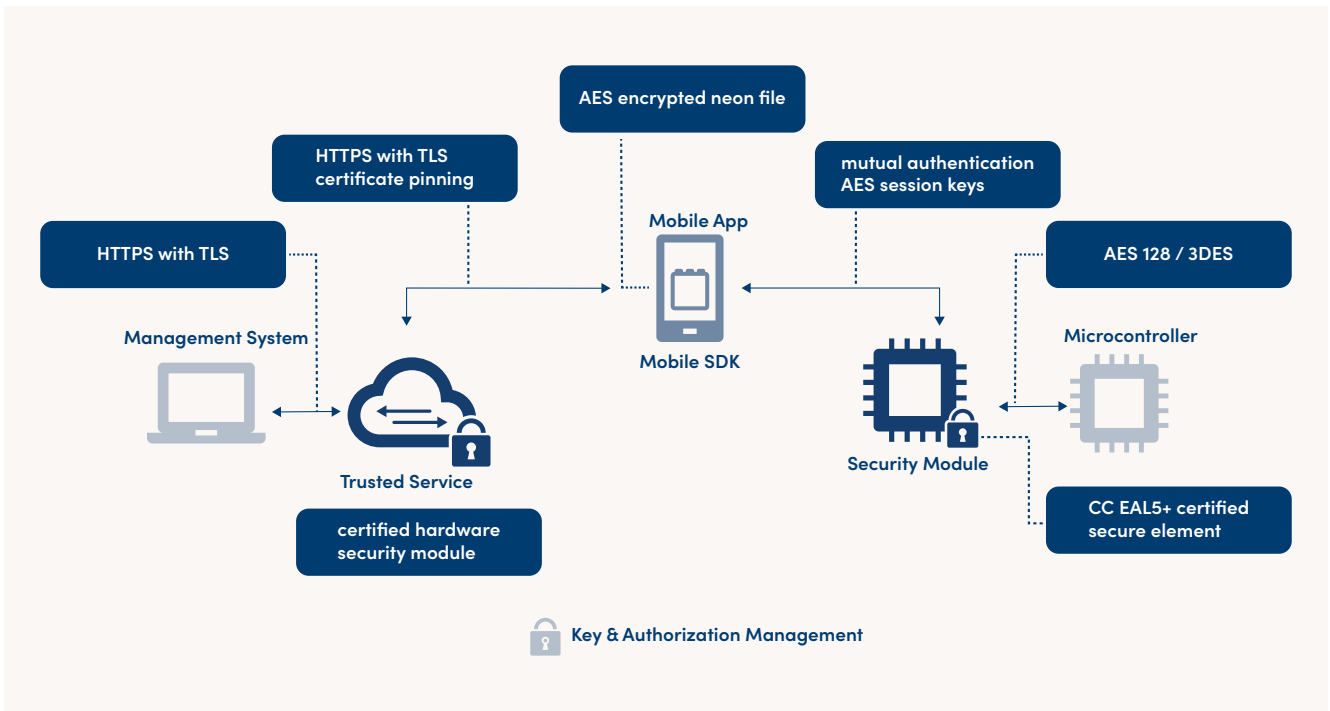 AES encrypted neon file
HTTPS with TLS
certificate pinning
mutual authentication
AES session keys
Mobile App
HTTPS with TLS
AES 128 / 3DES
Management System
Microcontroller
Mobile SDK
Security Module
Trusted Service
CC EAL5+ certified
secure element
certified hardware
security module
Key & Authorization Management